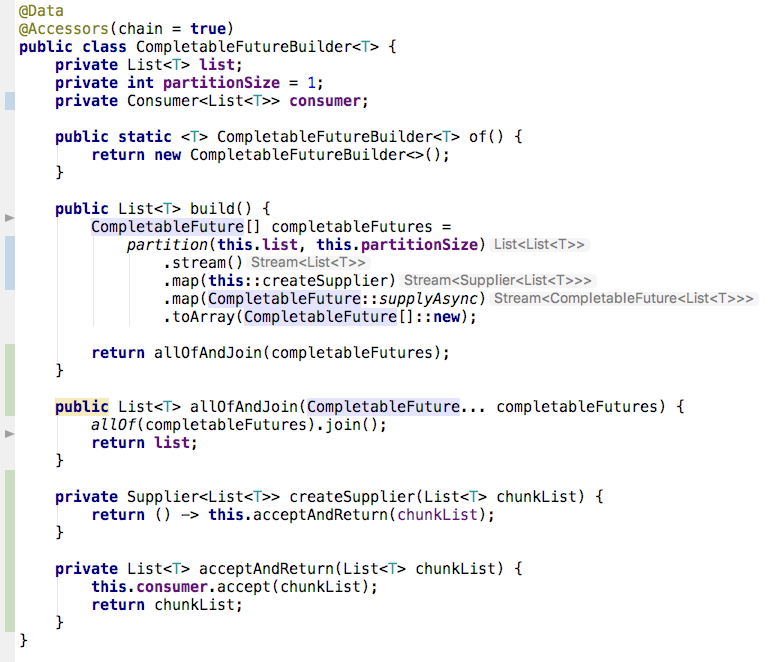 @Data
@Accessors(chain = true)
public class CompletableFutureBuilder<T> {
    private List<T> list;
    private int partitionSize = 1;
    private Consumer<List<T>> consumer;

    public static <T> CompletableFutureBuilder<T> of() {
        return new CompletableFutureBuilder<>();
    }

    public List<T> build() {
        CompletableFuture[] completableFutures =
            partition(this.list, this.partitionSize) List<List<T>>
                .stream() Stream<List<T>>
                .map(this::createSupplier) Stream<Supplier<List<T>>>
                .map(CompletableFuture::supplyAsync) Stream<CompletableFuture<List<T>>>
                .toArray(CompletableFuture[]::new);

        return allOfAndJoin(completableFutures);
    }

    public List<T> allOfAndJoin(CompletableFuture... completableFutures) {
        allOf(completableFutures).join();
        return list;
    }

    private Supplier<List<T>> createSupplier(List<T> chunkList) {
        return () -> this.acceptAndReturn(chunkList);
    }

    private List<T> acceptAndReturn(List<T> chunkList) {
        this.consumer.accept(chunkList);
        return chunkList;
    }
}